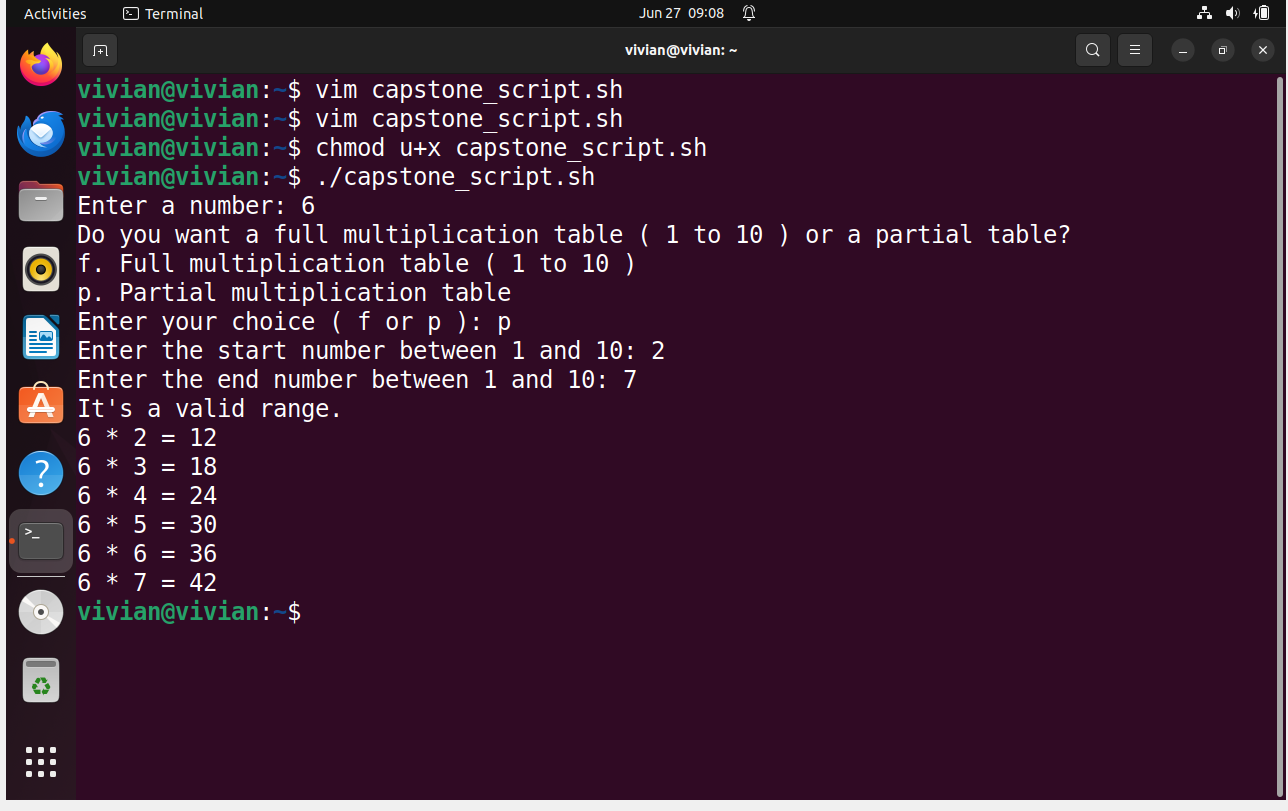 Activities Terminal Jun 27 09:08
vivian@vivian: ~
vivian@vivian:~$ vim capstone_script.sh
vivian@vivian:~$ vim capstone_script.sh
vivian@vivian:~$ chmod u+x capstone_script.sh
vivian@vivian:~$ ./capstone_script.sh
Enter a number: 6
Do you want a full multiplication table ( 1 to 10 ) or a partial table?
f. Full multiplication table ( 1 to 10 )
p. Partial multiplication table
Enter your choice ( f or p ): p
Enter the start number between 1 and 10: 2
Enter the end number between 1 and 10: 7
It's a valid range.
6 * 2 = 12
6 * 3 = 18
6 * 4 = 24
6 * 5 = 30
6 * 6 = 36
6 * 7 = 42
vivian@vivian:~$